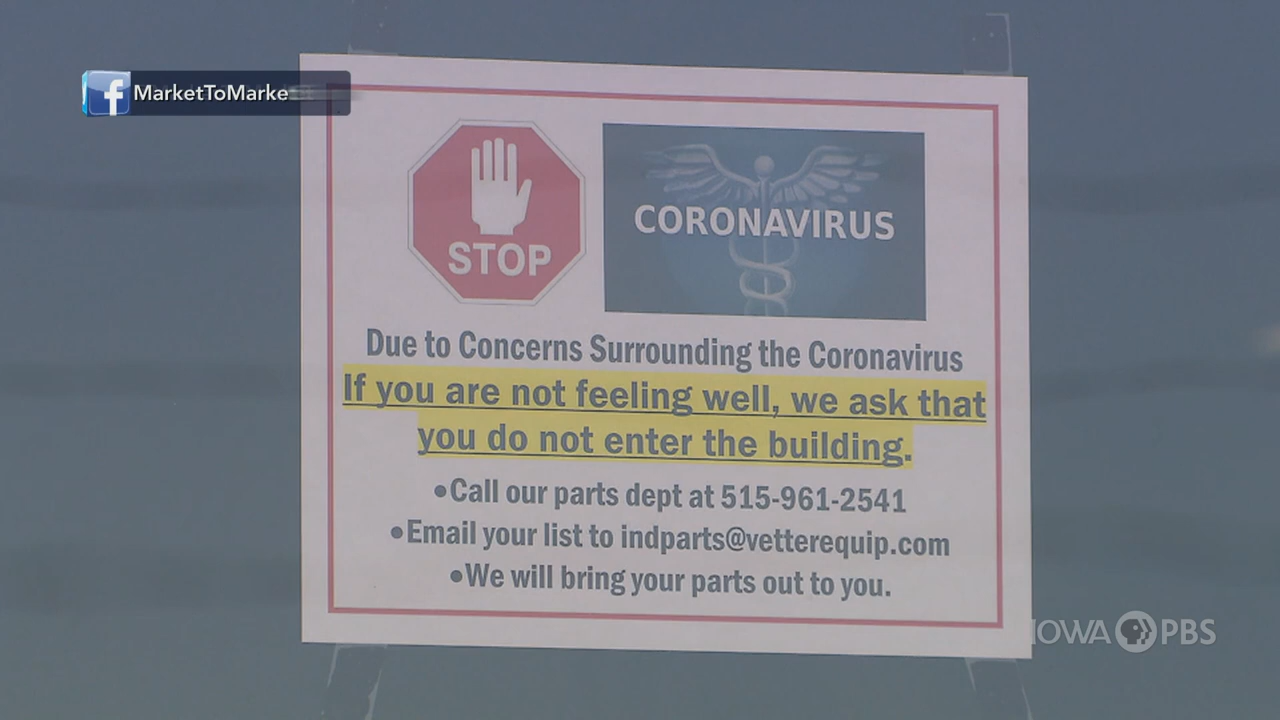 MarketToMarke
STOP
CORONAVIRUS
Due to Concerns Surrounding the Coronavirus
If you are not feeling well, we ask that
you do not enter the building.
•Call our parts dept at 515-961-2541
•Email your list to indparts@vetterequip.com
•We will bring your parts out to you.
IOWA PBS